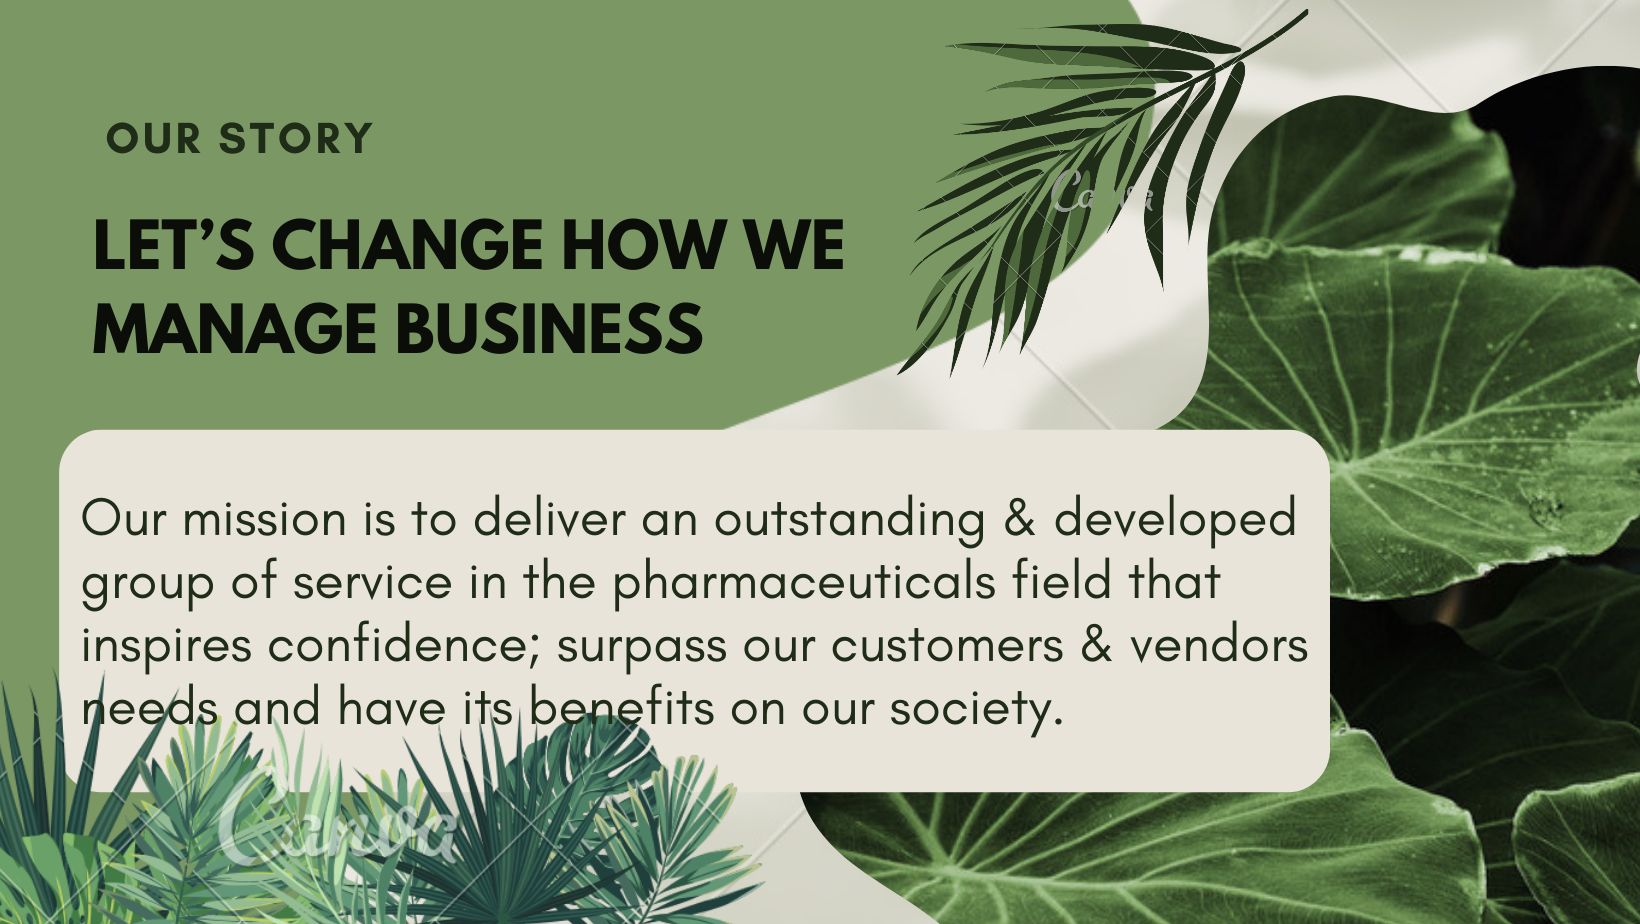 OUR STORY
LET’S CHANGE HOW WE
MANAGE BUSINESS
Canva
Our mission is to deliver an outstanding & developed
group of service in the pharmaceuticals field that
inspires confidence; surpass our customers & vendors
needs and have its benefits on our society.
Canva